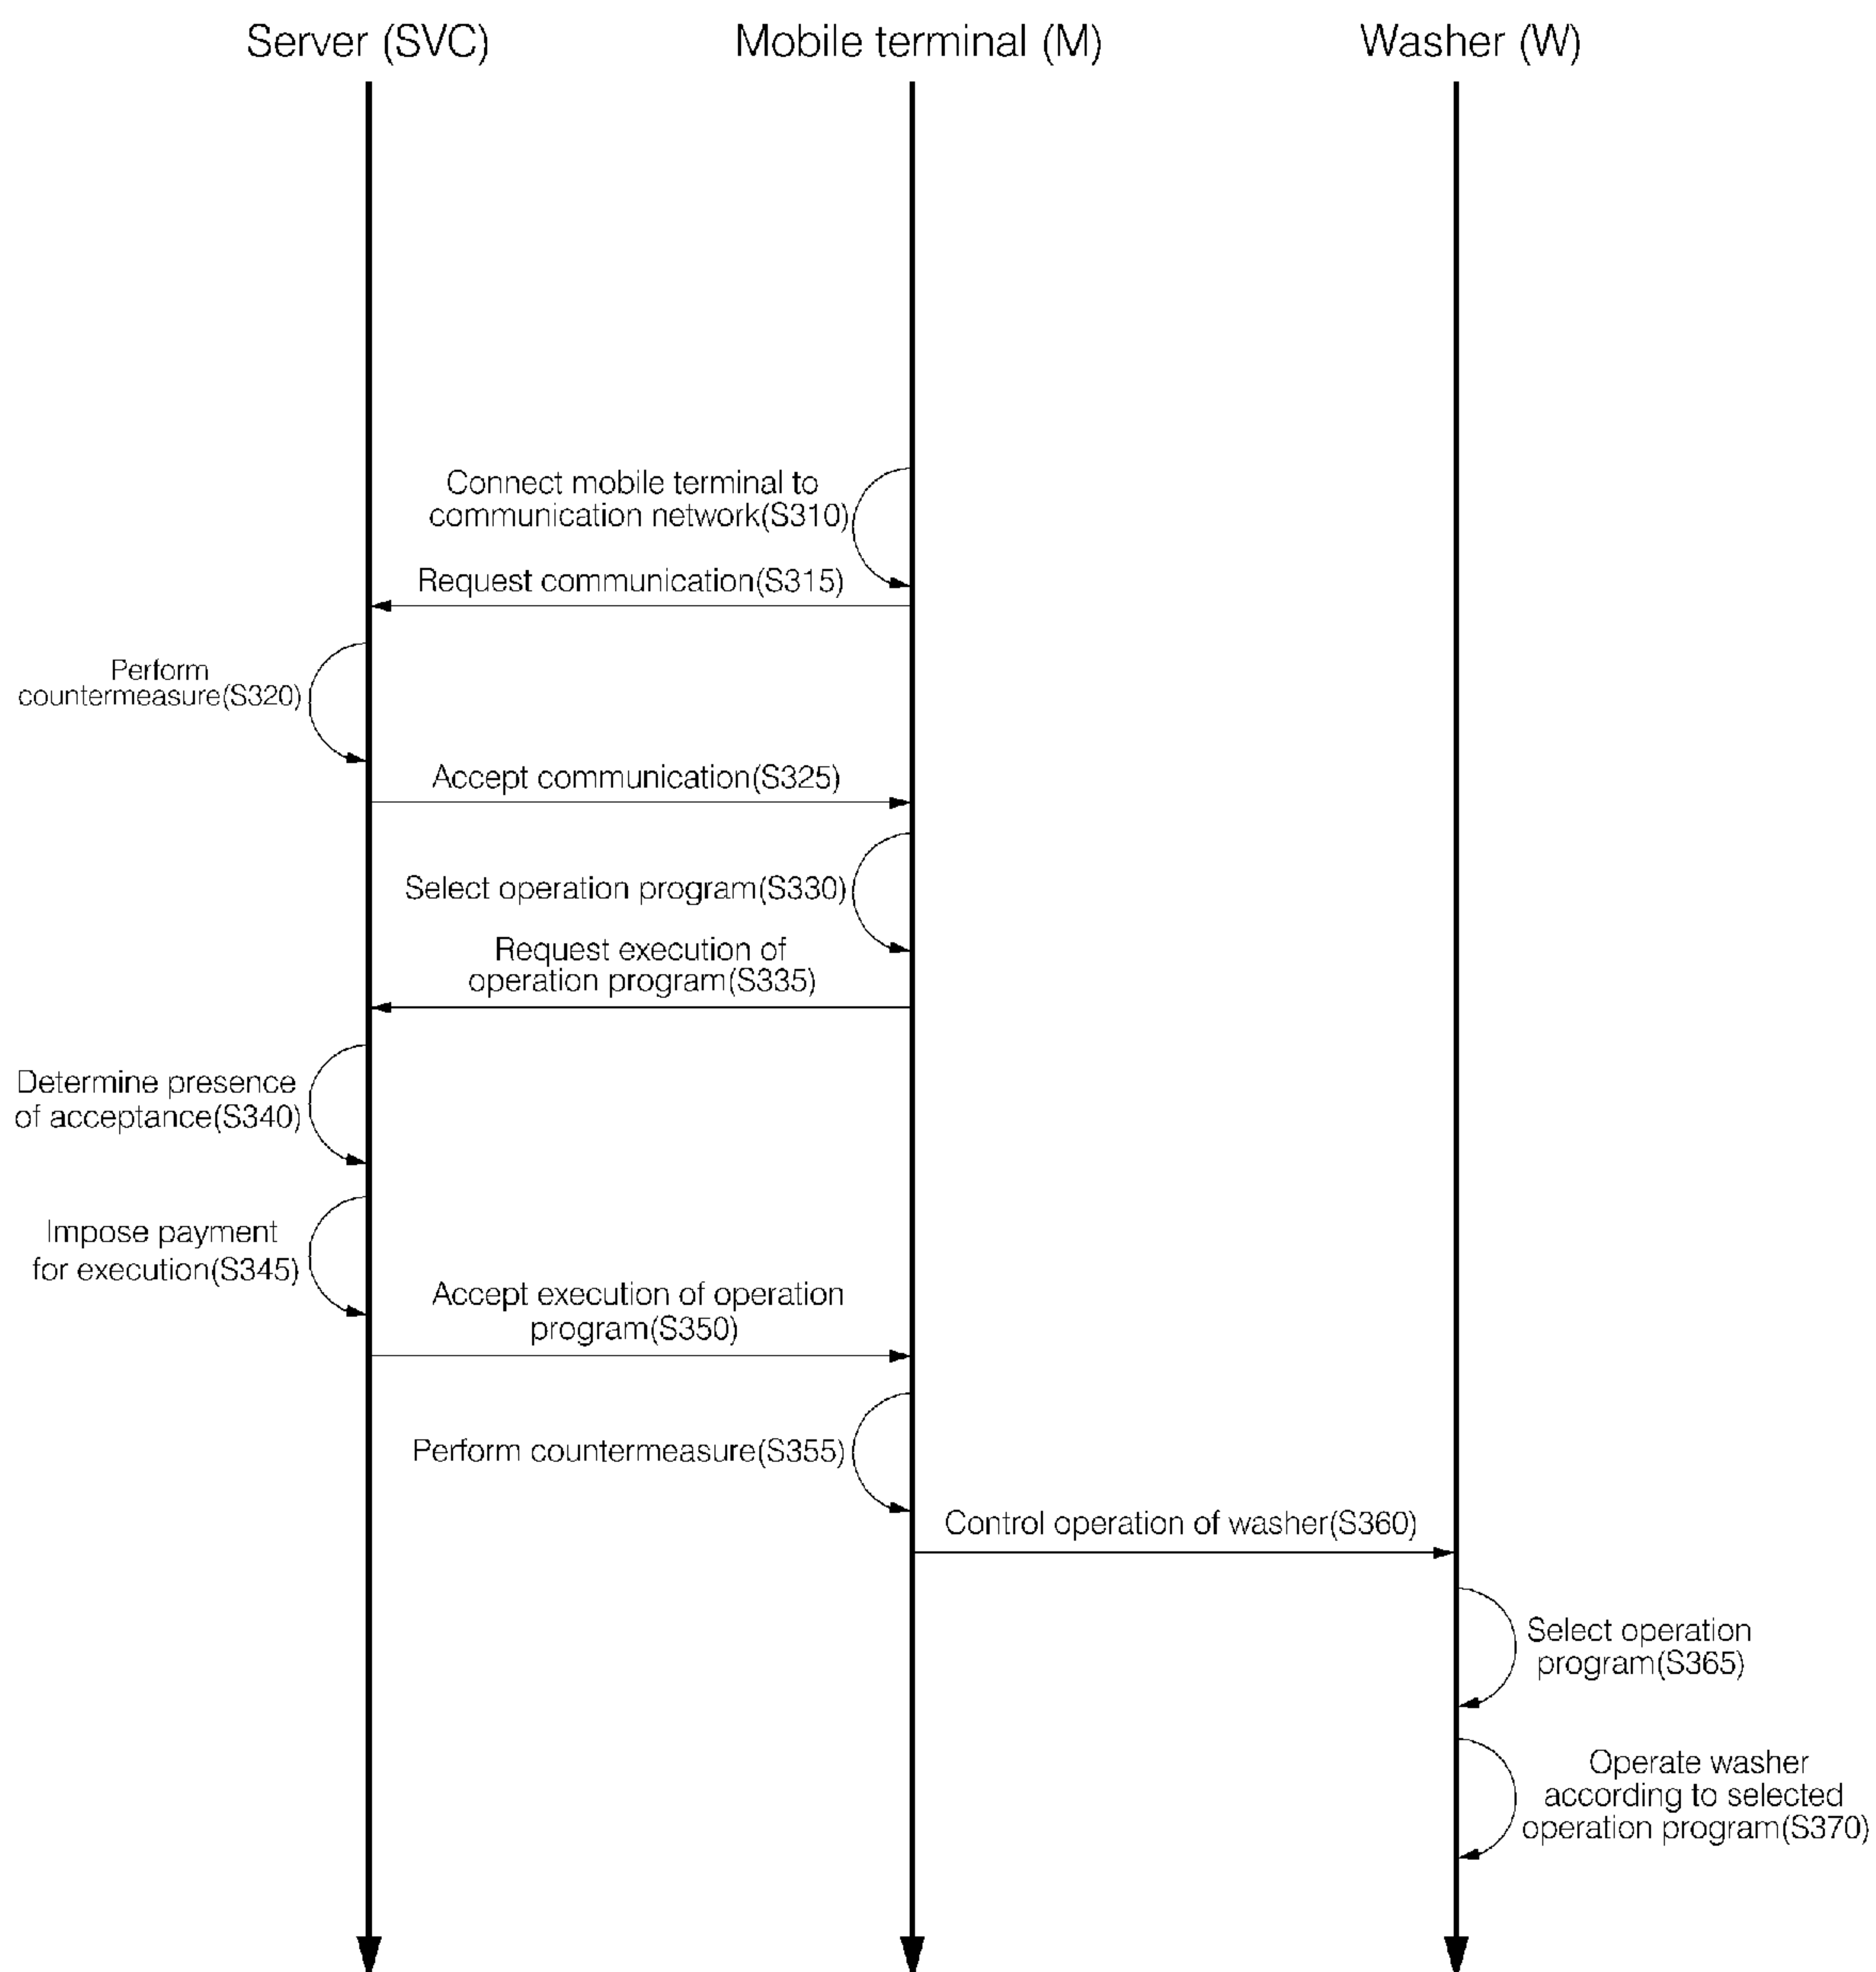 Server (SVC)
Mobile terminal (M)
Washer (W)
Connect mobile terminal to
communication network(S310)
Request communication(S315)
Perform
countermeasure(S320)
Accept communication(S325)
Select operation program(S330)
Request execution of
operation program(S335)
Determine presence
of acceptance(S340)
Impose payment
for execution(S345)
Accept execution of operation
program(S350)
Perform countermeasure(S355)
Control operation of washer(S360)
Select operation
program(S365)
Operate washer
according to selected
operation program(S370)